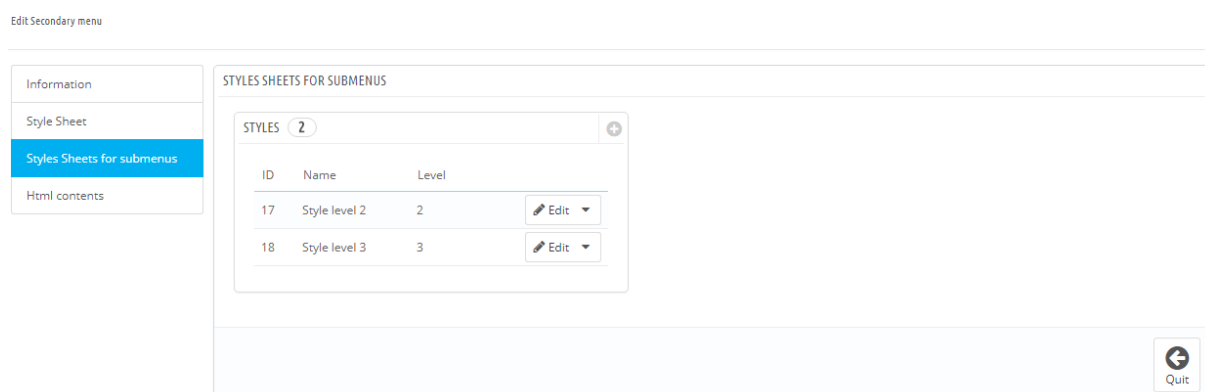 Edit Secondary menu
Information
Style Sheet
Styles Sheets for submenus
Html contents
STYLES SHEETS FOR SUBMENUS
STYLES 2
ID Name Level
17 Style level 2 2 Edit
18 Style level 3 3 Edit
Quit